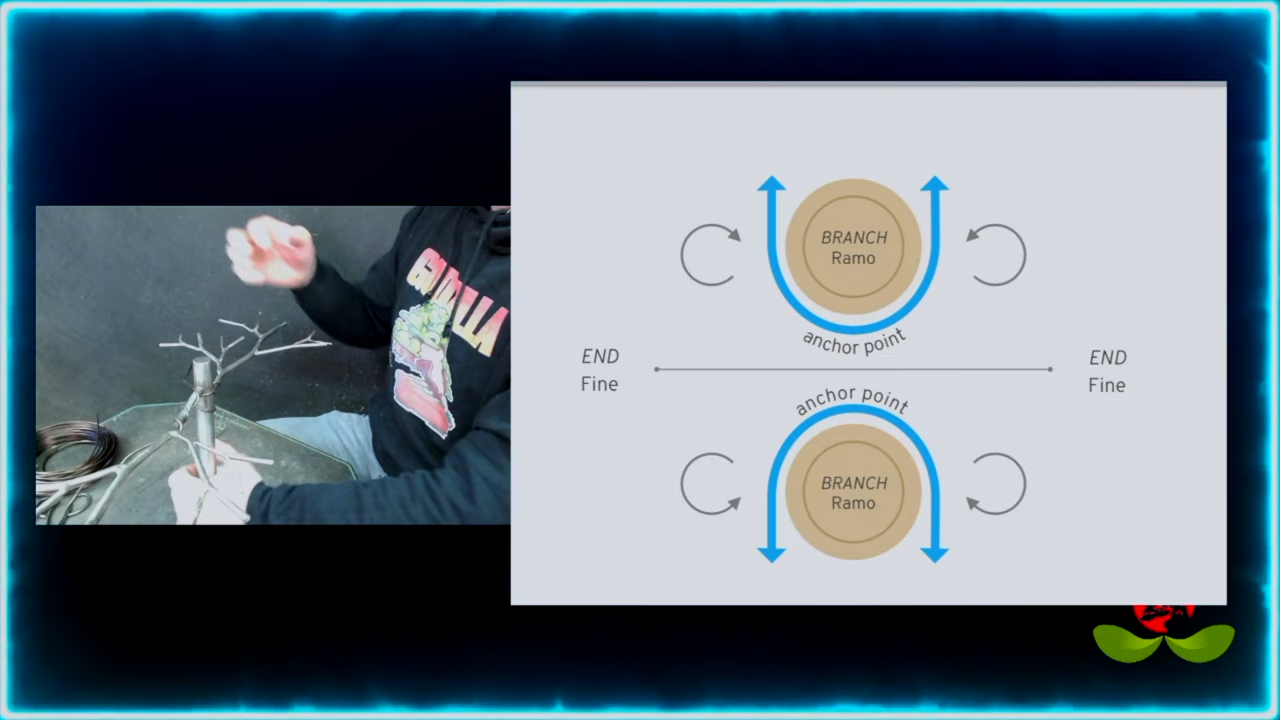 BRANCH
Ramo
anchor point
END
Fine
END
Fine
anchor point
BRANCH
Ramo